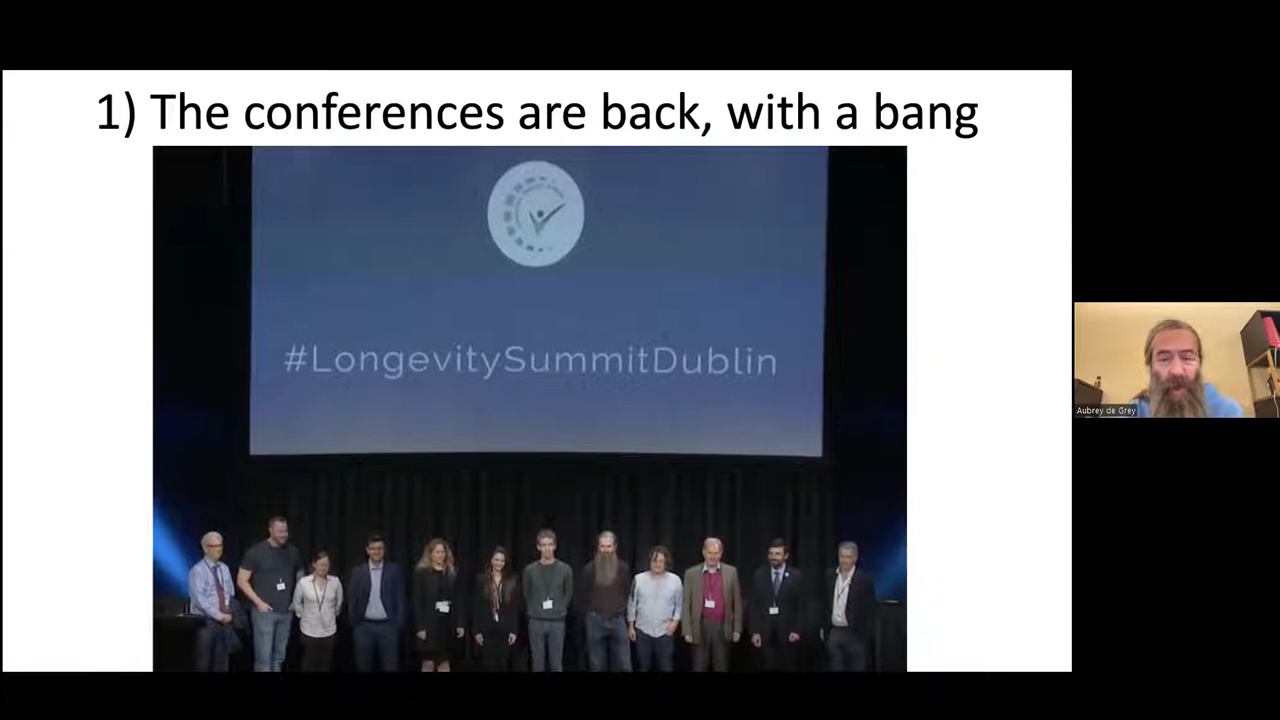 1) The conferences are back, with a bang
#LongevitySummitDublin
Aubrey de Grey